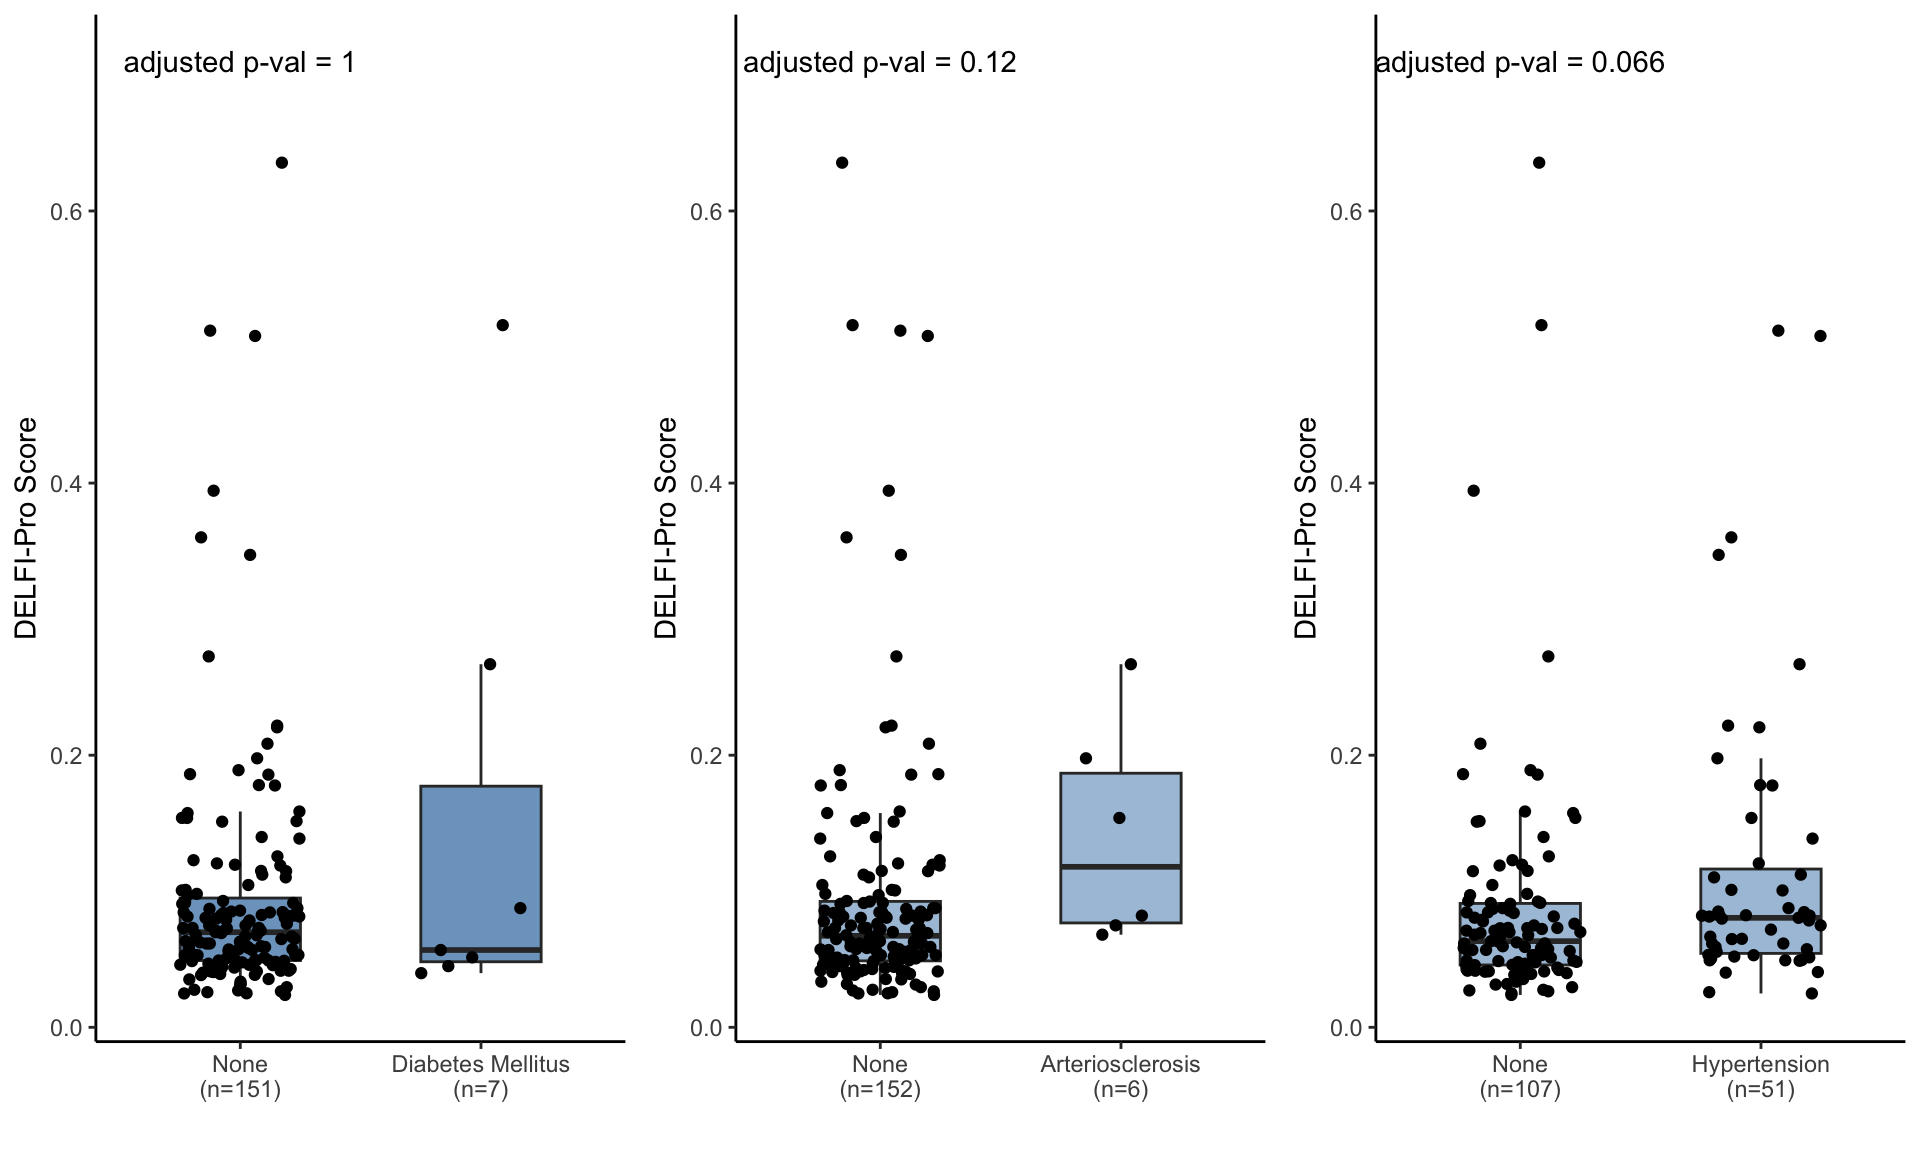 adjusted p-val = 1
DELFI-Pro Score
0.6
0.4
0.2
0.0
None
(n=151)
Diabetes Mellitus
(n=7)
adjusted p-val = 0.12
DELFI-Pro Score
0.6
0.4
0.2
0.0
None
(n=152)
Arteriosclerosis
(n=6)
adjusted p-val = 0.066
DELFI-Pro Score
0.6
0.4
0.2
0.0
None
(n=107)
Hypertension
(n=51)